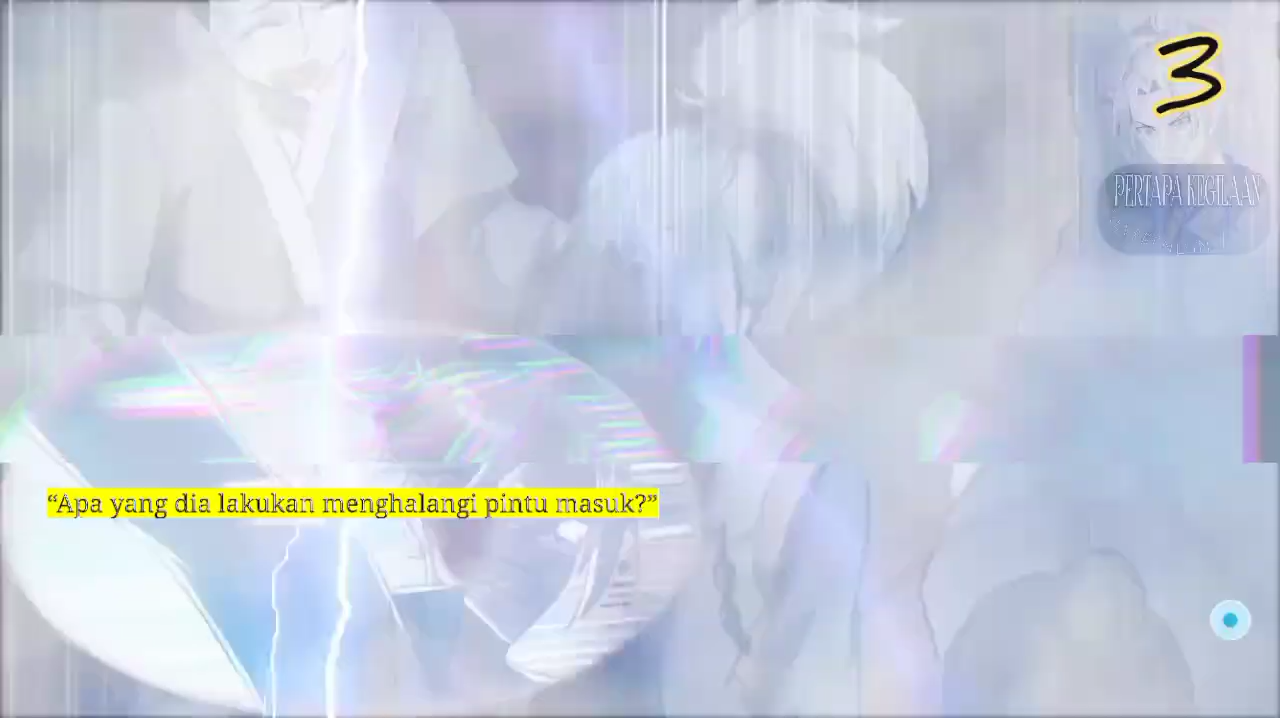 3
PERTAPA KEGILAAN
“Apa yang dia lakukan menghalangi pintu masuk?”